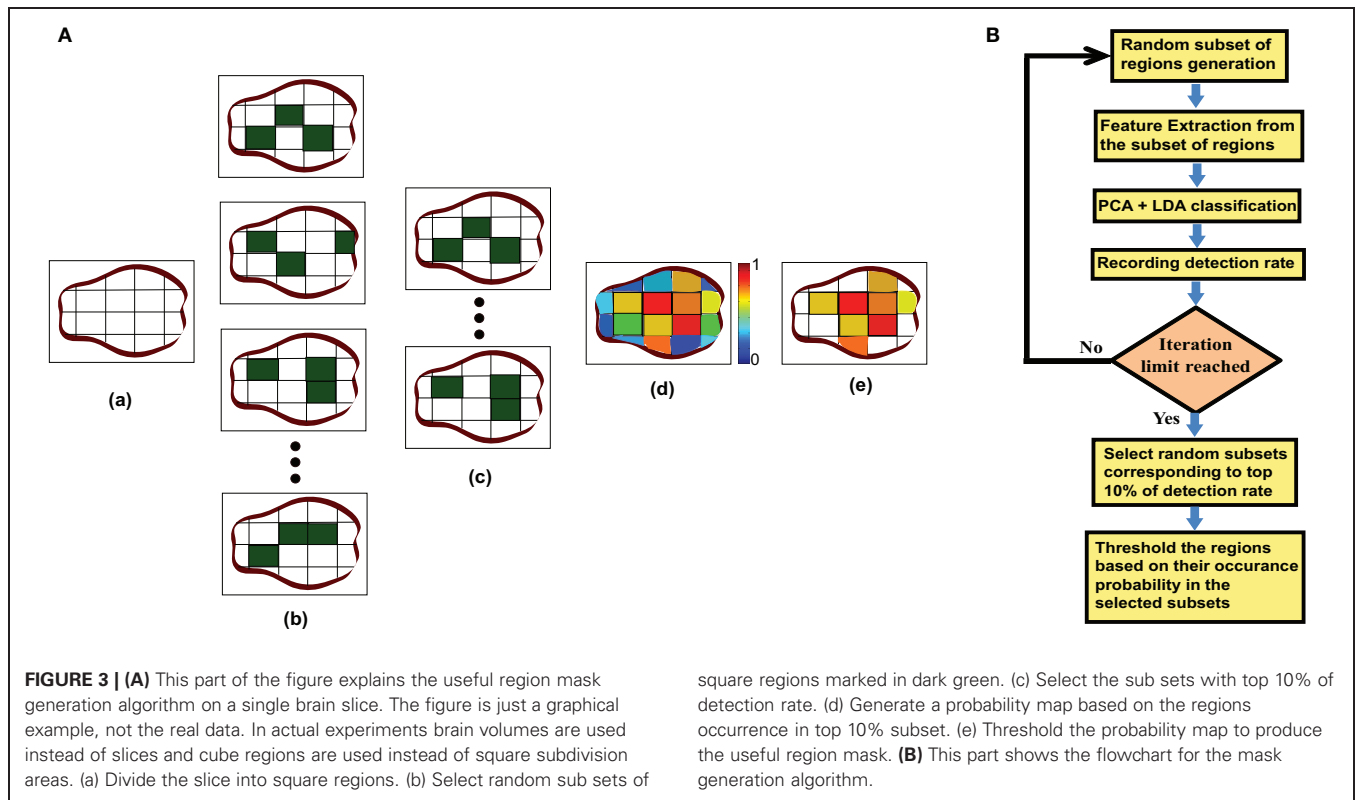 A
(a)
(b)
(c)
1
0
(d)
(e)
B
Random subset of
regions generation
Feature Extraction from
the subset of regions
PCA + LDA classification
Recording detection rate
Iteration
limit reached
No
Yes
Select random subsets
corresponding to top
10% of detection rate
Threshold the regions
based on their occurance
probability in the
selected subsets
FIGURE 3 | (A) This part of the figure explains the useful region mask
generation algorithm on a single brain slice. The figure is just a graphical
example, not the real data. In actual experiments brain volumes are used
instead of slices and cube regions are used instead of square subdivision
areas. (a) Divide the slice into square regions. (b) Select random sub sets of
square regions marked in dark green. (c) Select the sub sets with top 10% of
detection rate. (d) Generate a probability map based on the regions
occurrence in top 10% subset. (e) Threshold the probability map to produce
the useful region mask. (B) This part shows the flowchart for the mask
generation algorithm.